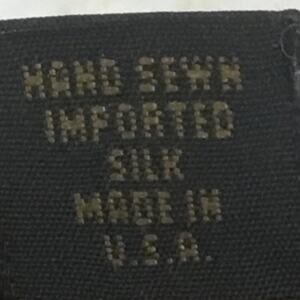 HAND SEWN
IMPORTED
SILK
MADE IN
U.S.A.